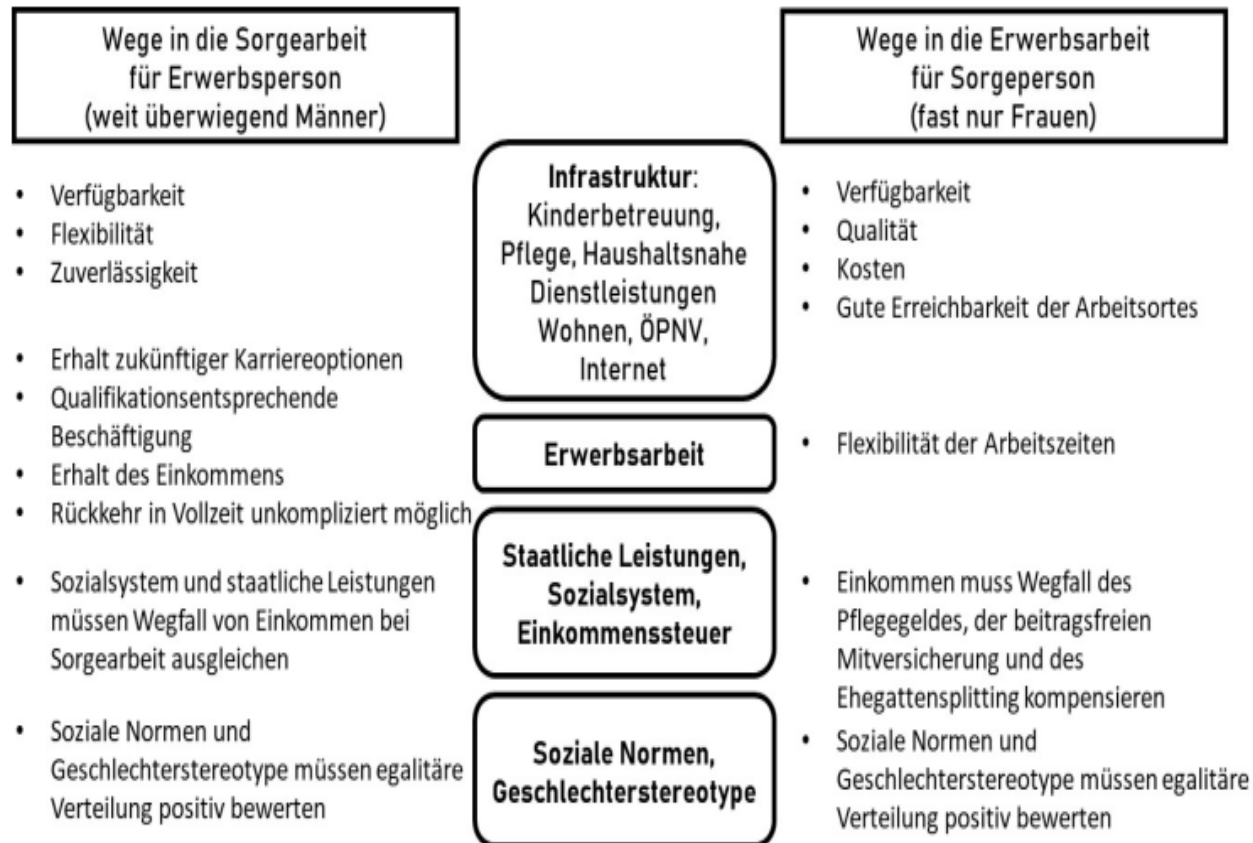 Wege in die Sorgearbeit
für Erwerbsperson
(weit überwiegend Männer)
• Verfügbarkeit
• Flexibilität
• Zuverlässigkeit
• Erhalt zukünftiger Karriereoptionen
• Qualifikationsentsprechende
Beschäftigung
• Erhalt des Einkommens
• Rückkehr in Vollzeit unkompliziert möglich
• Sozialsystem und staatliche Leistungen
müssen Wegfall von Einkommen bei
Sorgearbeit ausgleichen
• Soziale Normen und
Geschlechterstereotype müssen egalitäre
Verteilung positiv bewerten
Infrastruktur:
Kinderbetreuung,
Pflege, Haushaltsnahe
Dienstleistungen
Wohnen, ÖPNV,
Internet
Erwerbsarbeit
Staatliche Leistungen,
Sozialsystem,
Einkommenssteuer
Soziale Normen,
Geschlechterstereotype
Wege in die Erwerbsarbeit
für Sorgeperson
(fast nur Frauen)
• Verfügbarkeit
• Qualität
• Kosten
• Gute Erreichbarkeit der Arbeitsortes
• Flexibilität der Arbeitszeiten
• Einkommen muss Wegfall des
Pflegegeldes, der beitragsfreien
Mitversicherung und des
Ehegattensplitting kompensieren
• Soziale Normen und
Geschlechterstereotype müssen egalitäre
Verteilung positiv bewerten